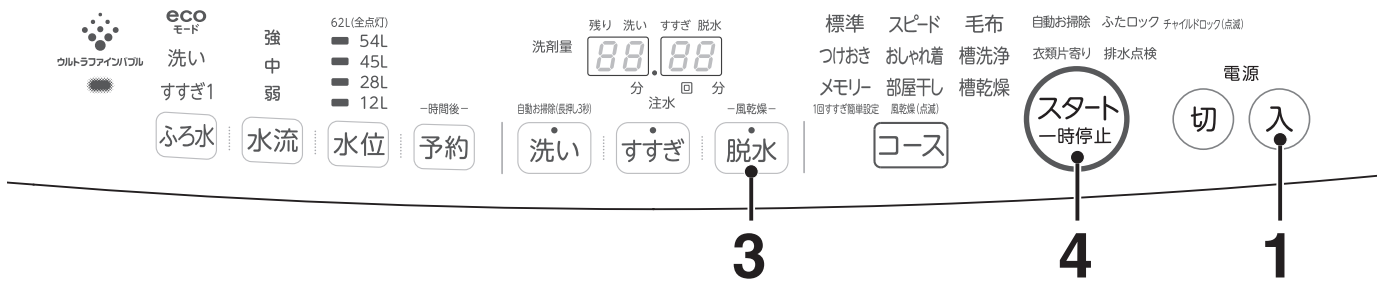 ウルトラファインバブル
eco
モード
洗い
すすぎ1
ふろ水
強
中
弱
水流
62L(全点灯)
54L
45L
28L
12L
水位
ー時間後ー
予約
洗剤量
残り 洗い すすぎ 脱水
88.88
分 回 分
注水
自動お掃除(長押し3秒)
洗い
すすぎ
ー風乾燥ー
脱水
標準 スピード 毛布
つけおき おしゃれ着 槽洗浄
メモリー 部屋干し 槽乾燥
1回すすぎ簡単設定 風乾燥(点滅)
コース
自動お掃除 ふたロック チャイルドロック(点滅)
衣類片寄り 排水点検
スタート
一時停止
電源
切 入
3 4 1